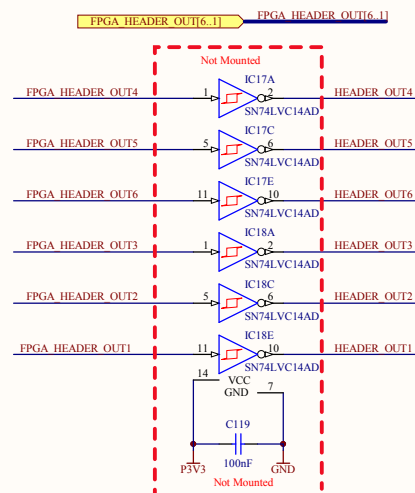 FPGA_HEADER_OUT[6..1] FPGA_HEADER_OUT[6..1]
Not Mounted
IC17A
FPGA_HEADER_OUT4 1 2 HEADER_OUT4
SN74LVC14AD
IC17C
FPGA_HEADER_OUT5 5 6 HEADER_OUT5
SN74LVC14AD
IC17E
FPGA_HEADER_OUT6 11 10 HEADER_OUT6
SN74LVC14AD
IC18A
FPGA_HEADER_OUT3 1 2 HEADER_OUT3
SN74LVC14AD
IC18C
FPGA_HEADER_OUT2 5 6 HEADER_OUT2
SN74LVC14AD
IC18E
FPGA_HEADER_OUT1 11 10 HEADER_OUT1
SN74LVC14AD
14 VCC
GND 7
C119
100nF
P3V3 GND
Not Mounted